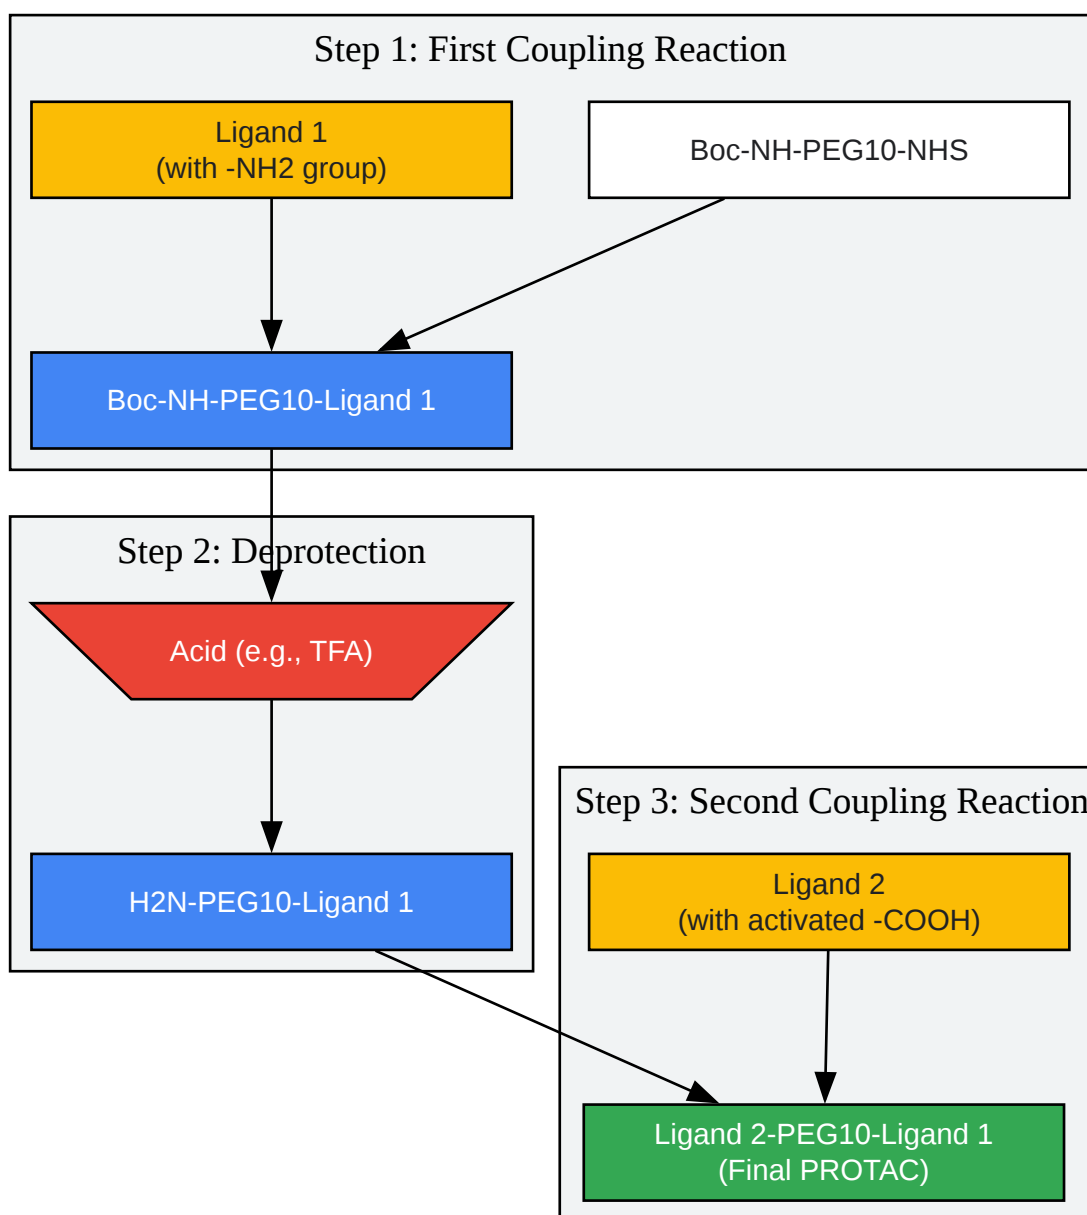 Step 1: First Coupling Reaction
Ligand 1
(with -NH2 group)
Boc-NH-PEG10-NHS
Boc-NH-PEG10-Ligand 1
Step 2: Deprotection
Acid (e.g., TFA)
H2N-PEG10-Ligand 1
Step 3: Second Coupling Reaction
Ligand 2
(with activated -COOH)
Ligand 2-PEG10-Ligand 1
(Final PROTAC)